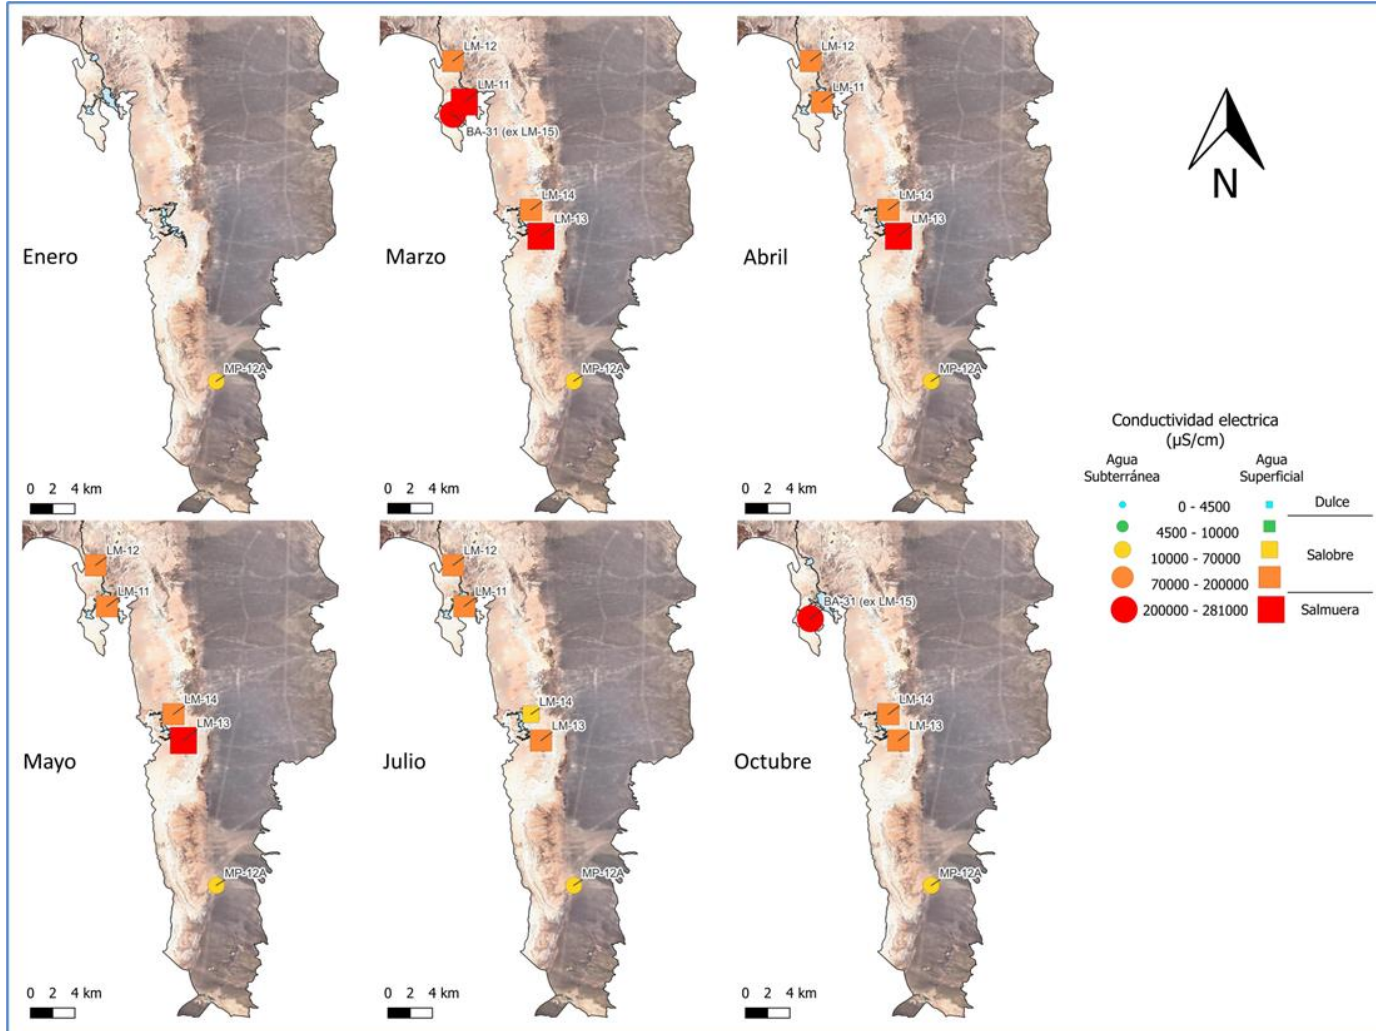 Enero
MP-12A
0 2 4 km
LM-12
LM-11
BA-31 (ex LM-15)
LM-14
LM-13
Marzo
MP-12A
0 2 4 km
LM-12
LM-11
LM-14
LM-13
Abril
MP-12A
0 2 4 km
N
Conductividad electrica
(µS/cm)
Agua
Subterránea
Agua
Superficial
0 - 4500
Dulce
4500 - 10000
10000 - 70000
Salobre
70000 - 200000
200000 - 281000
Salmuera
LM-12
LM-11
LM-14
LM-13
Mayo
MP-12A
0 2 4 km
LM-12
LM-11
LM-14
LM-13
Julio
MP-12A
0 2 4 km
BA-31 (ex LM-15)
LM-14
LM-13
Octubre
MP-12A
0 2 4 km